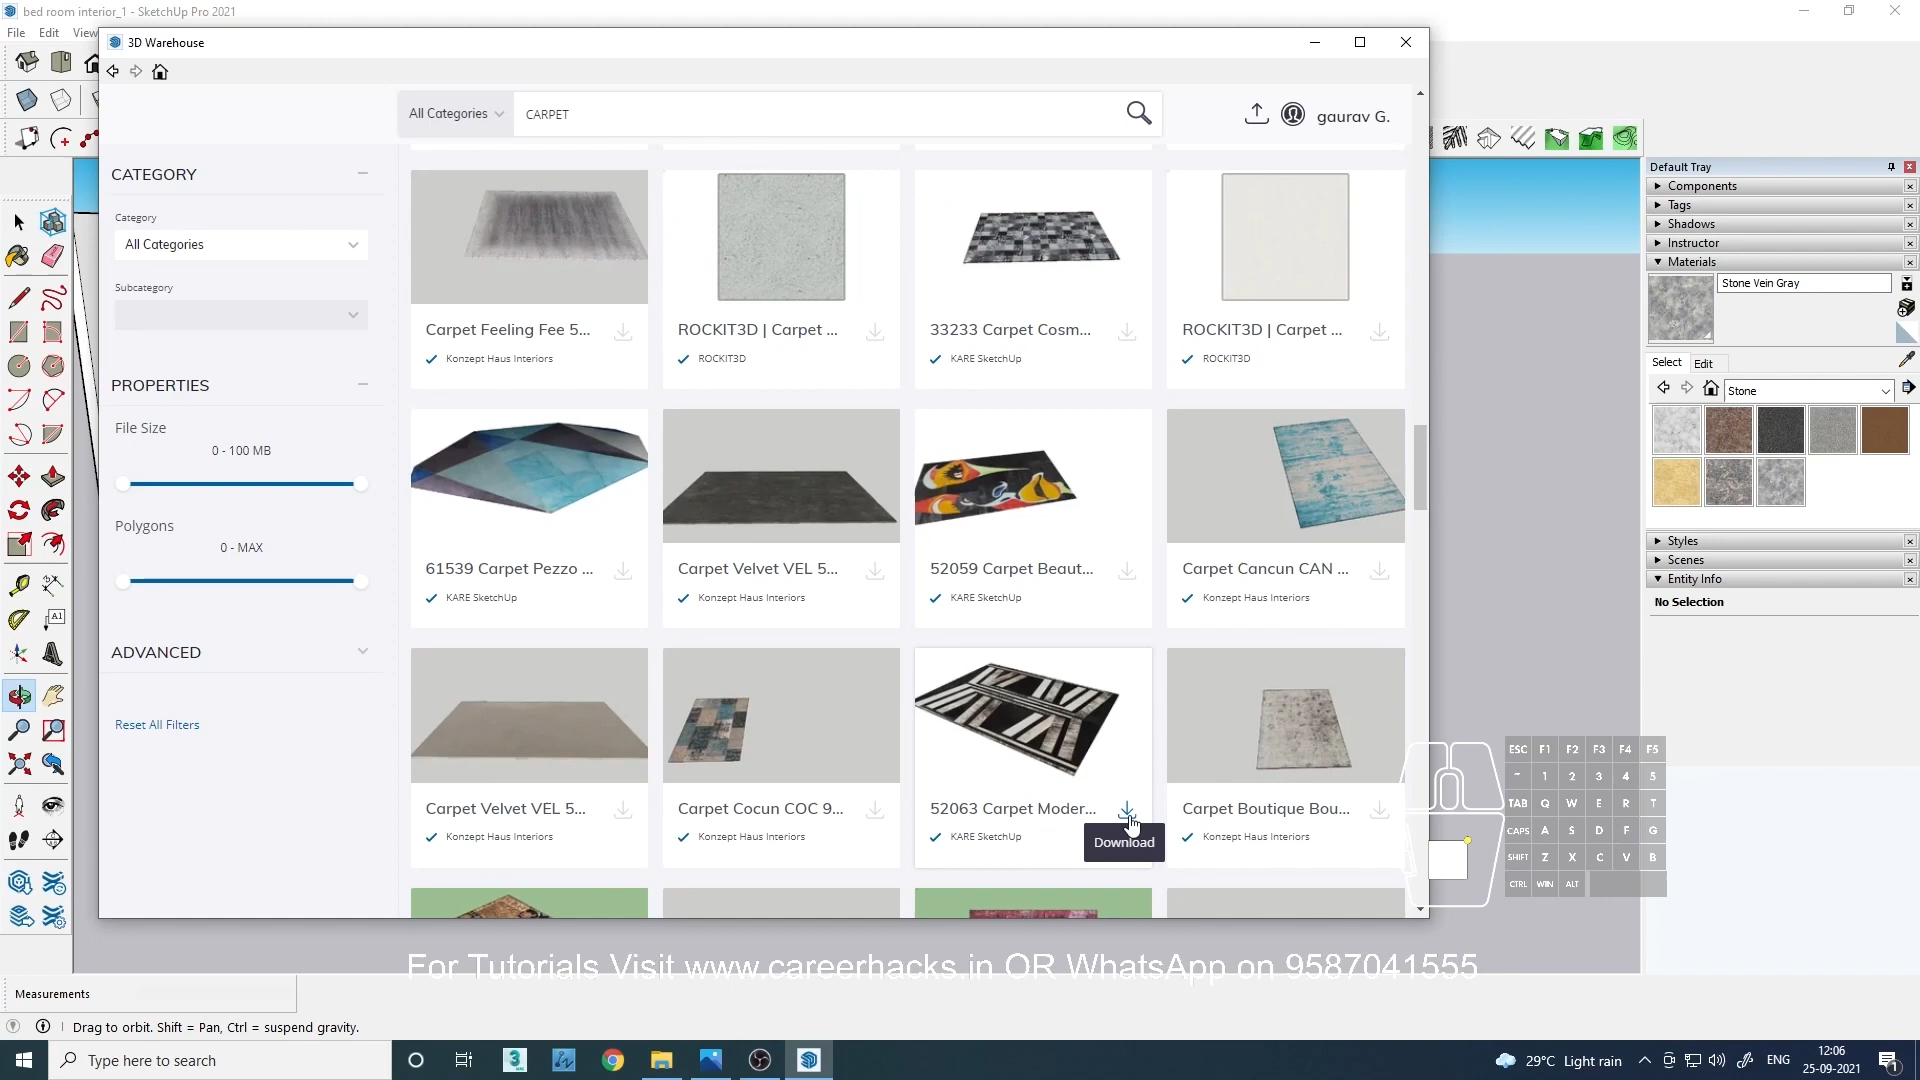 bed room interior_1 - SketchUp Pro 2021
File Edit View
3D Warehouse
All Categories
CARPET
gaurav G.
CATEGORY
Category
All Categories
Subcategory
PROPERTIES
File Size
0 - 100 MB
Polygons
0 - MAX
ADVANCED
Reset All Filters
Carpet Feeling Fee 5...
Konzept Haus Interiors
ROCKIT3D | Carpet ...
ROCKIT3D
33233 Carpet Cosm...
KARE SketchUp
ROCKIT3D | Carpet ...
ROCKIT3D
61539 Carpet Pezzo ...
KARE SketchUp
Carpet Velvet VEL 5...
Konzept Haus Interiors
52059 Carpet Beaut...
KARE SketchUp
Carpet Cancun CAN ...
Konzept Haus Interiors
Carpet Velvet VEL 5...
Konzept Haus Interiors
Carpet Cocun COC 9...
Konzept Haus Interiors
52063 Carpet Moder...
KARE SketchUp
Download
Carpet Boutique Bou...
Konzept Haus Interiors
Default Tray
Components
Tags
Shadows
Instructor
Materials
Stone Vein Gray
Select Edit
Stone
Styles
Scenes
Entity Info
No Selection
A1
ESC F1 F2 F3 F4 F5
~ 1 2 3 4 5
TAB Q W E R T
CAPS A S D F G
SHIFT Z X C V B
CTRL WIN ALT
For Tutorials Visit www.careerhacks.in OR WhatsApp on 9587041555
Measurements
Drag to orbit. Shift = Pan, Ctrl = suspend gravity.
Type here to search
29°C Light rain
ENG
12:06
25-09-2021
1